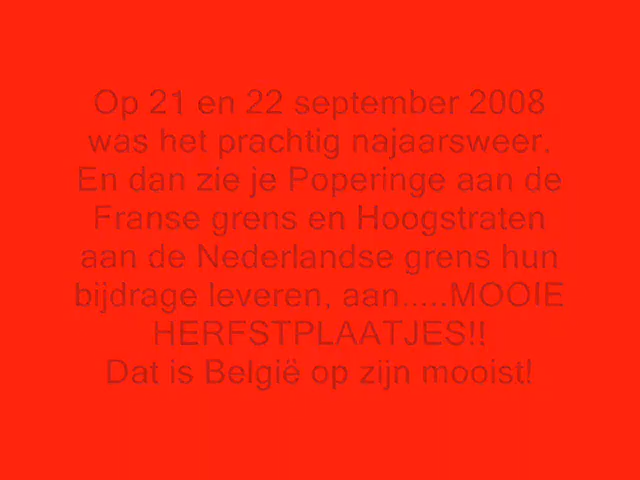 Op 21 en 22 september 2008
was het prachtig najaarsweer.
En dan zie je Poperinge aan de
Franse grens en Hoogstraten
aan de Nederlandse grens hun
bijdrage leveren, aan.....MOOIE
HERFSTPLAATJES!!
Dat is België op zijn mooist!